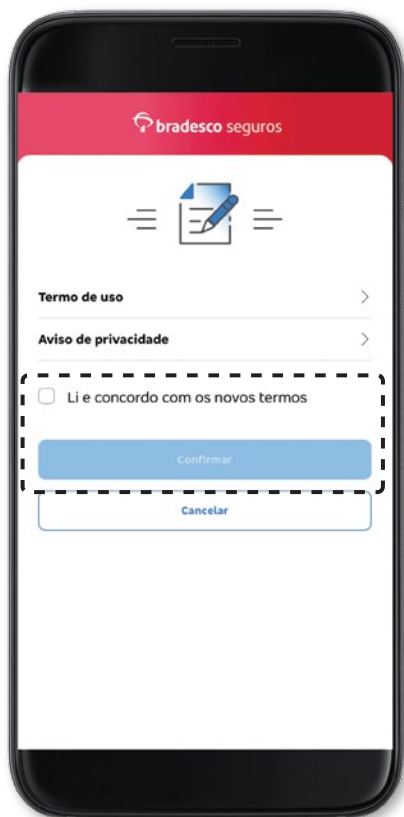 bradesco seguros
Termo de uso
Aviso de privacidade
Li e concordo com os novos termos
Confirmar
Cancelar